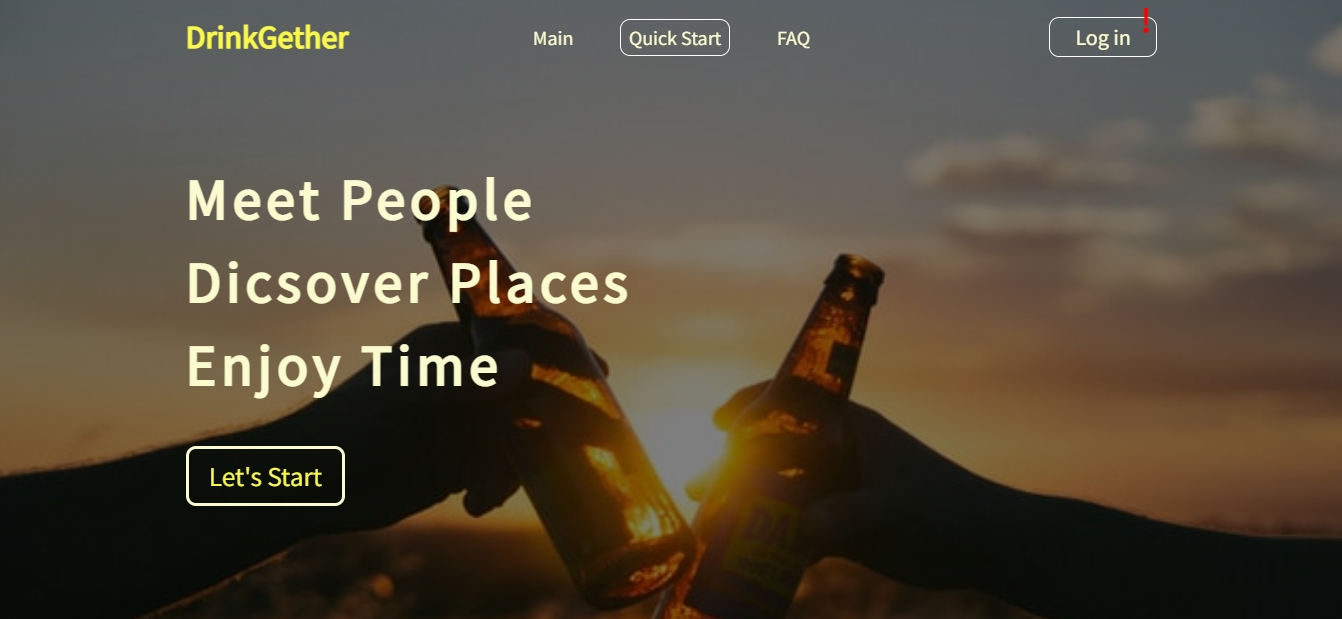 DrinkGether
Main
Quick Start
FAQ
Log in
!
Meet People
Dicsover Places
Enjoy Time
Let's Start